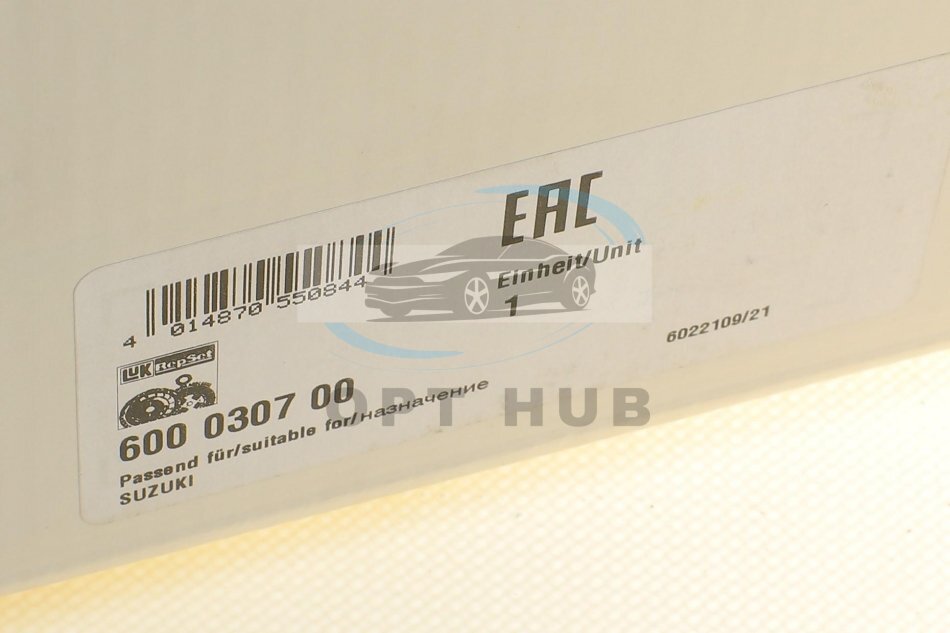 EAC
Einheit/Unit
1
4 014870 550844
LUK RepSet
600 0307 00
6022109/21
Passend für/suitable for/назначение
SUZUKI
OPT HUB